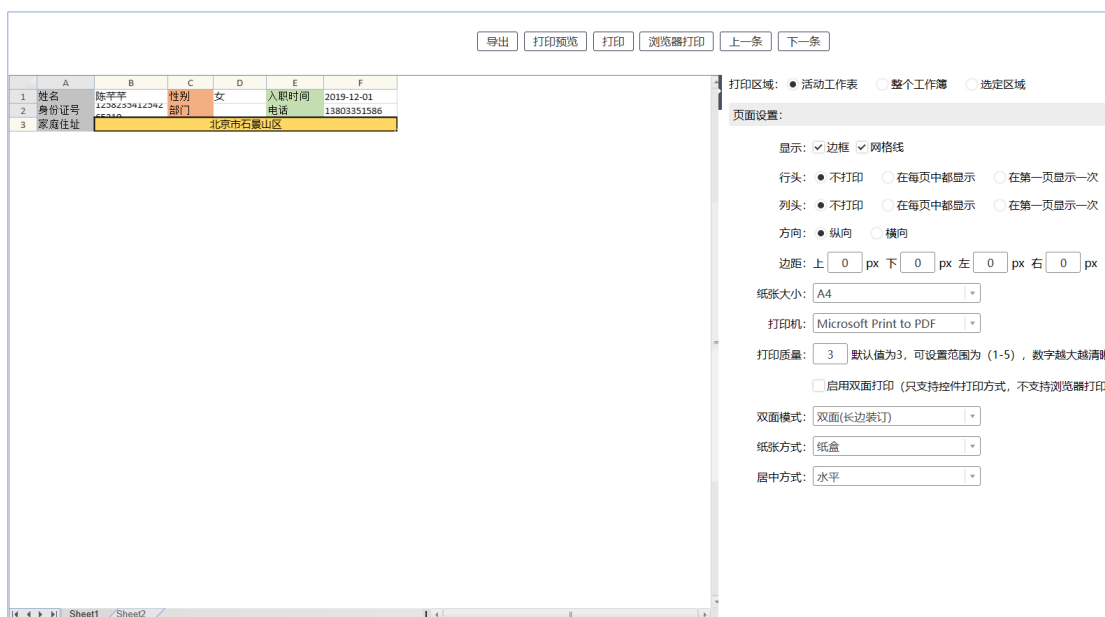 导出 打印预览 打印 浏览器打印 上一条 下一条
A B C D E F
1 姓名 陈芊芊 性别 女 入职时间 2019-12-01
2 身份证号 1258235412542 部门 电话 13803351586
3 家庭住址 北京市石景山区
Sheet1 Sheet2
打印区域: 活动工作表 整个工作簿 选定区域
页面设置:
显示: 边框 网格线
行头: 不打印 在每页中都显示 在第一页显示一次
列头: 不打印 在每页中都显示 在第一页显示一次
方向: 纵向 横向
边距: 上 0 px 下 0 px 左 0 px 右 0 px
纸张大小: A4
打印机: Microsoft Print to PDF
打印质量: 3 默认值为3，可设置范围为（1-5），数字越大越清晰
启用双面打印（只支持控件打印方式，不支持浏览器打印
双面模式: 双面(长边装订)
纸张方式: 纸盒
居中方式: 水平